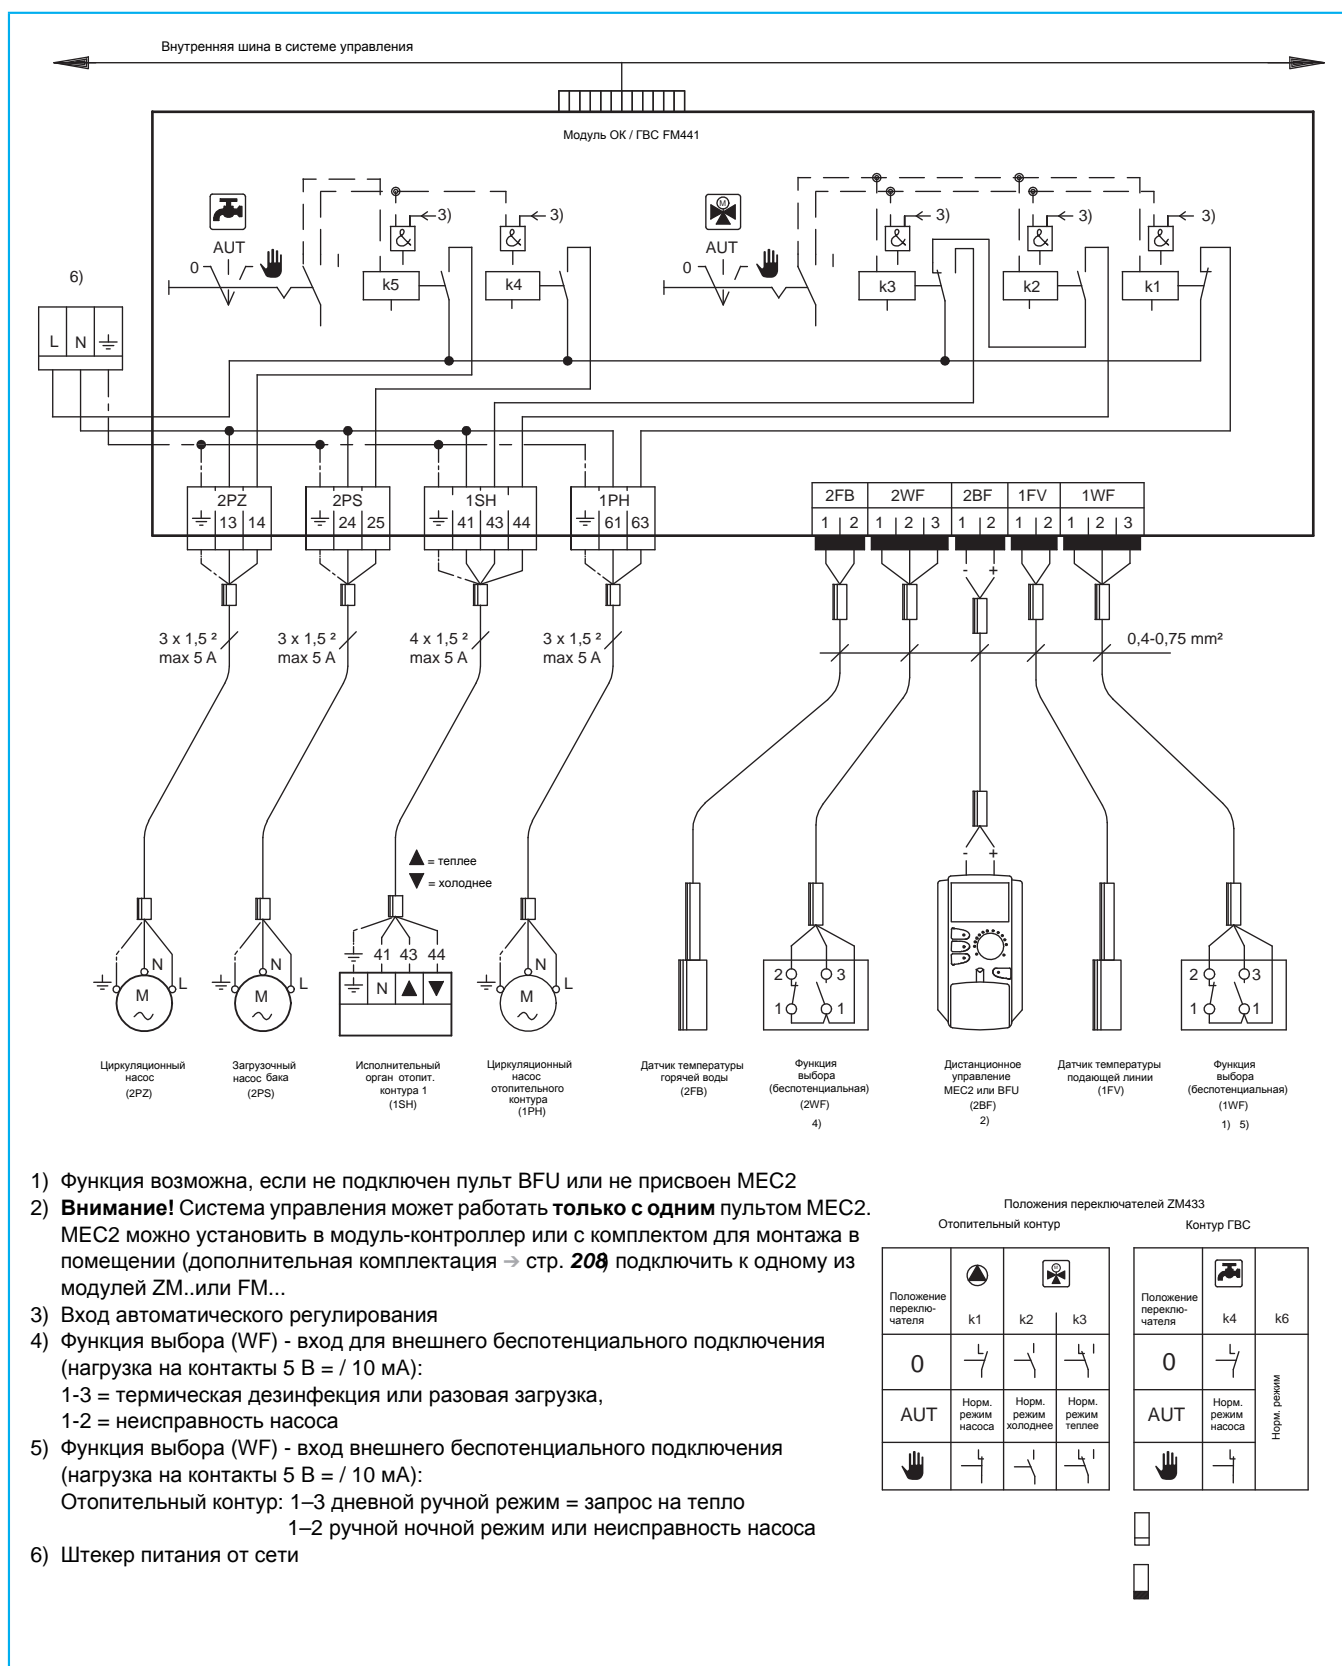 Внутренняя шина в системе управления
Модуль ОК / ГВС FM441
3) 3) 3) 3) 3)
& & & & &
AUT AUT
0 0
k5 k4 k3 k2 k1
6)
L N
2PZ 2PS 1SH 1PH
13 14 24 25 41 43 44 61 63
2FB 2WF 2BF 1FV 1WF
1 2 1 2 3 1 2 1 2 1 2 3
- +
3 x 1,5 ² 3 x 1,5 ² 4 x 1,5 ² 3 x 1,5 ²
max 5 A max 5 A max 5 A max 5 A
0,4-0,75 mm²
= теплее
= холоднее
- +
41 43 44
N L N L N N L
M M M
2 3 2 3
1 1 1 1
Циркуляционный
насос
(2PZ)
Загрузочный
насос бака
(2PS)
Исполнительный
орган отопит.
контура 1
(1SH)
Циркуляционный
насос
отопительного
контура
(1PH)
Датчик температуры
горячей воды
(2FB)
Функция
выбора
(беспотенциальная)
(2WF)
4)
Дистанционное
управление
MEC2 или BFU
(2BF)
2)
Датчик температуры
подающей линии
(1FV)
Функция
выбора
(беспотенциальная)
(1WF)
1) 5)
1) Функция возможна, если не подключен пульт BFU или не присвоен MEC2
2) Внимание! Система управления может работать только с одним пультом MEC2.
MEC2 можно установить в модуль-контроллер или с комплектом для монтажа в
помещении (дополнительная комплектация → стр. 208) подключить к одному из
модулей ZM..или FM...
3) Вход автоматического регулирования
4) Функция выбора (WF) - вход для внешнего беспотенциального подключения
(нагрузка на контакты 5 В = / 10 мА):
1-3 = термическая дезинфекция или разовая загрузка,
1-2 = неисправность насоса
5) Функция выбора (WF) - вход внешнего беспотенциального подключения
(нагрузка на контакты 5 В = / 10 мА):
Отопительный контур: 1–3 дневной ручной режим = запрос на тепло
1–2 ручной ночной режим или неисправность насоса
6) Штекер питания от сети
Положения переключателей ZM433
Отопительный контур
Положение
переклю-
чателя
k1 k2 k3
0
AUT
Норм.
режим
насоса
Норм.
режим
холоднее
Норм.
режим
теплее
Контур ГВС
Положение
переклю-
чателя
k4 k6
0
AUT
Норм.
режим
насоса
Норм. режим